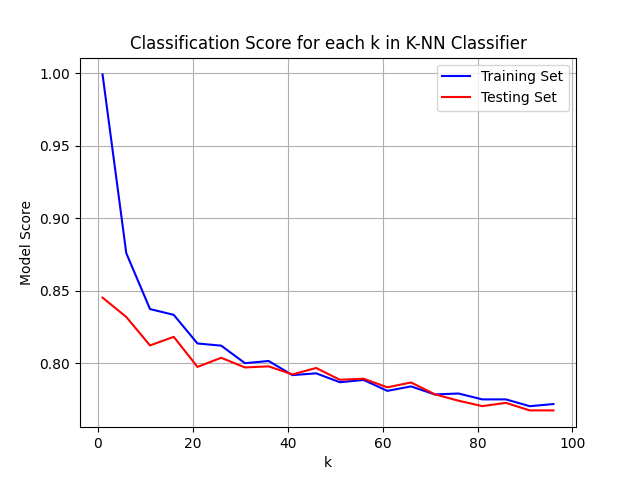 Classification Score for each k in K-NN Classifier
Training Set
Testing Set
1.00
0.95
0.90
0.85
0.80
Model Score
0
20
40
60
80
100
k